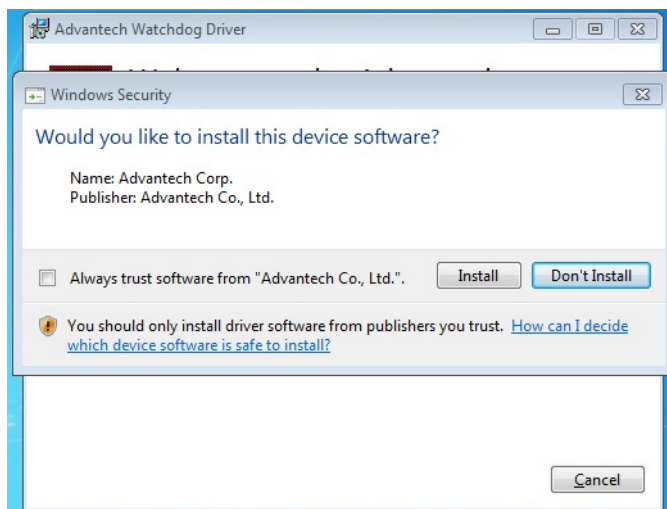 Advantech Watchdog Driver
Windows Security
Would you like to install this device software?
Name: Advantech Corp.
Publisher: Advantech Co., Ltd.
Always trust software from "Advantech Co., Ltd.".
Install
Don't Install
You should only install driver software from publishers you trust. How can I decide
which device software is safe to install?
Cancel